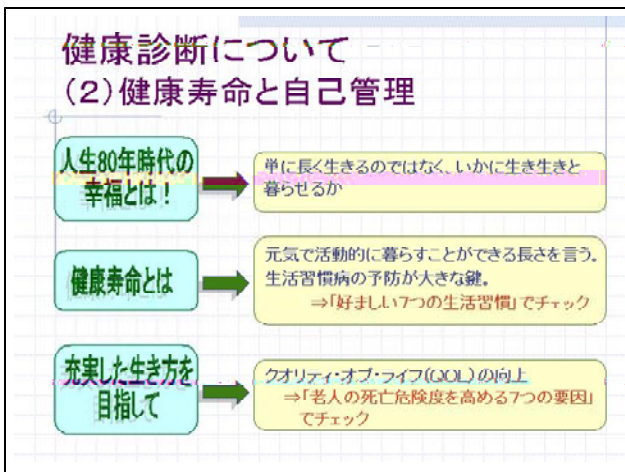 健康診断について
(2)健康寿命と自己管理
人生80年時代の
幸福とは!
単に長く生きるのではなく、いかに生き生きと
暮らせるか
健康寿命とは
元気で活動的に暮らすことができる長さを言う。
生活習慣病の予防が大きな鍵。
⇒「好ましい7つの生活習慣」でチェック
充実した生き方を
目指して
クオリティ・オブ・ライフ(QOL)の向上
⇒「老人の死亡危険度を高める7つの要因」
でチェック